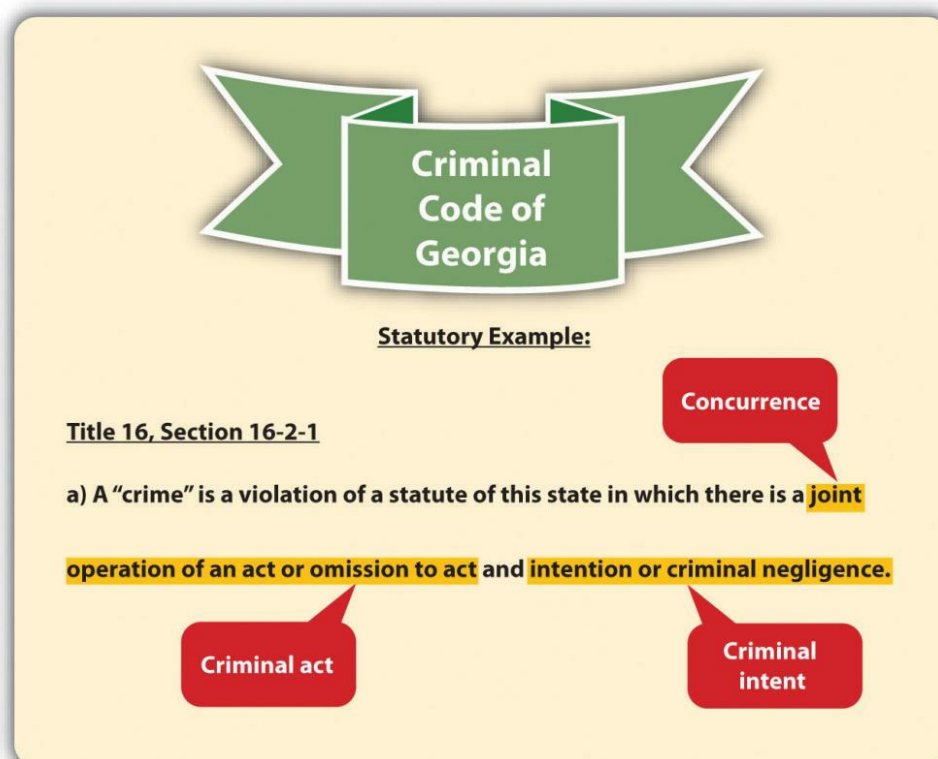 Criminal
Code of
Georgia
Statutory Example:
Concurrence
Title 16, Section 16-2-1
a) A “crime” is a violation of a statute of this state in which there is a joint
operation of an act or omission to act and intention or criminal negligence.
Criminal act
Criminal
intent